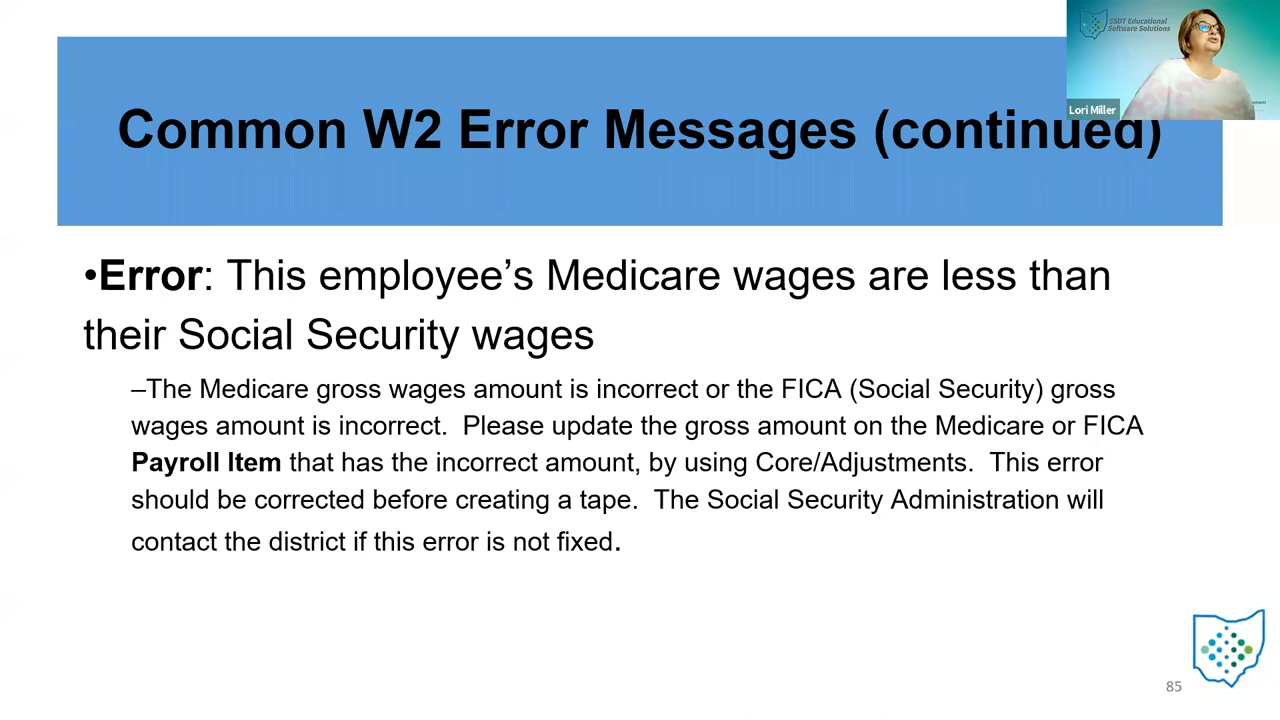 SSDT Educational
Software Solutions
Lori Miller
Common W2 Error Messages (continued)
•Error: This employee’s Medicare wages are less than
their Social Security wages
–The Medicare gross wages amount is incorrect or the FICA (Social Security) gross
wages amount is incorrect.  Please update the gross amount on the Medicare or FICA
Payroll Item that has the incorrect amount, by using Core/Adjustments.  This error
should be corrected before creating a tape.  The Social Security Administration will
contact the district if this error is not fixed.
85